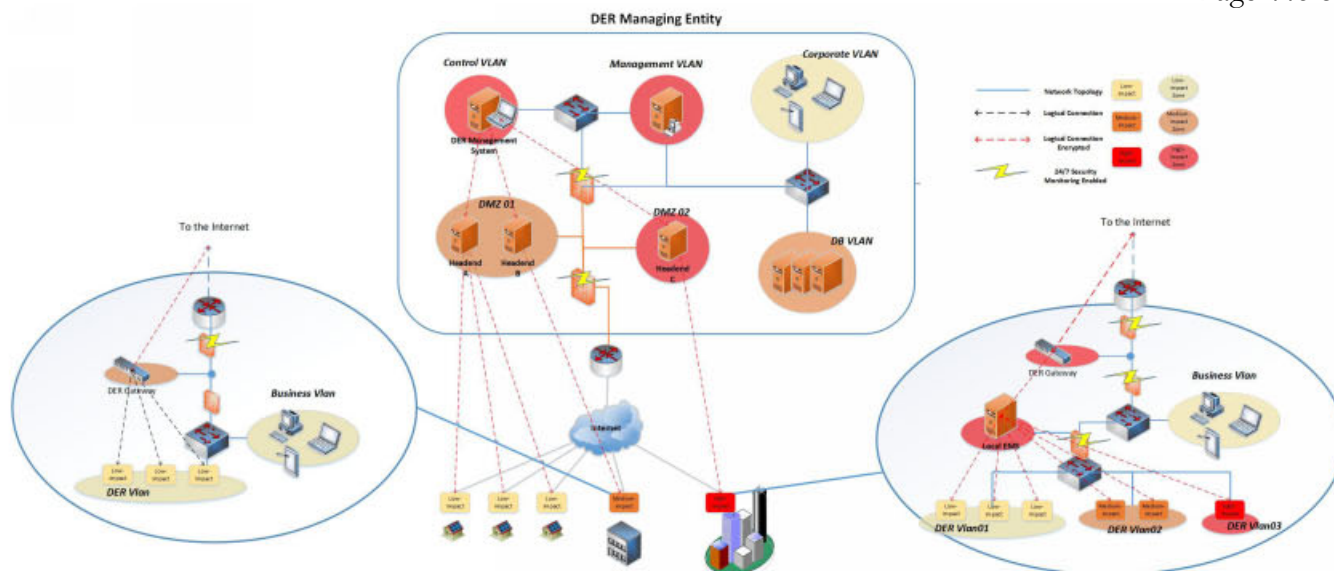 DER Managing Entity
Control VLAN
Management VLAN
Corporate VLAN
DER Management
System
DMZ 01
DMZ 02
DB VLAN
Headend
A
Headend
B
Headend
C
Network Topology
Logical Connection
Logical Connection
Encrypted
24/7 Security
Monitoring Enabled
Low-
Impact
Low-
Impact
Zone
Medium-
Impact
Medium-
Impact
Zone
High-
Impact
Zone
To the Internet
DER Gateway
Business Vlan
Low-
Impact
Low-
Impact
Low-
Impact
DER Vlan
Internet
Low-
Impact
Low-
Impact
Low-
Impact
Medium-
Impact
To the Internet
DER Gateway
Business Vlan
Local EMS
Low-
Impact
Low-
Impact
Low-
Impact
Medium-
Impact
Medium-
Impact
DER Vlan01
DER Vlan02
DER Vlan03